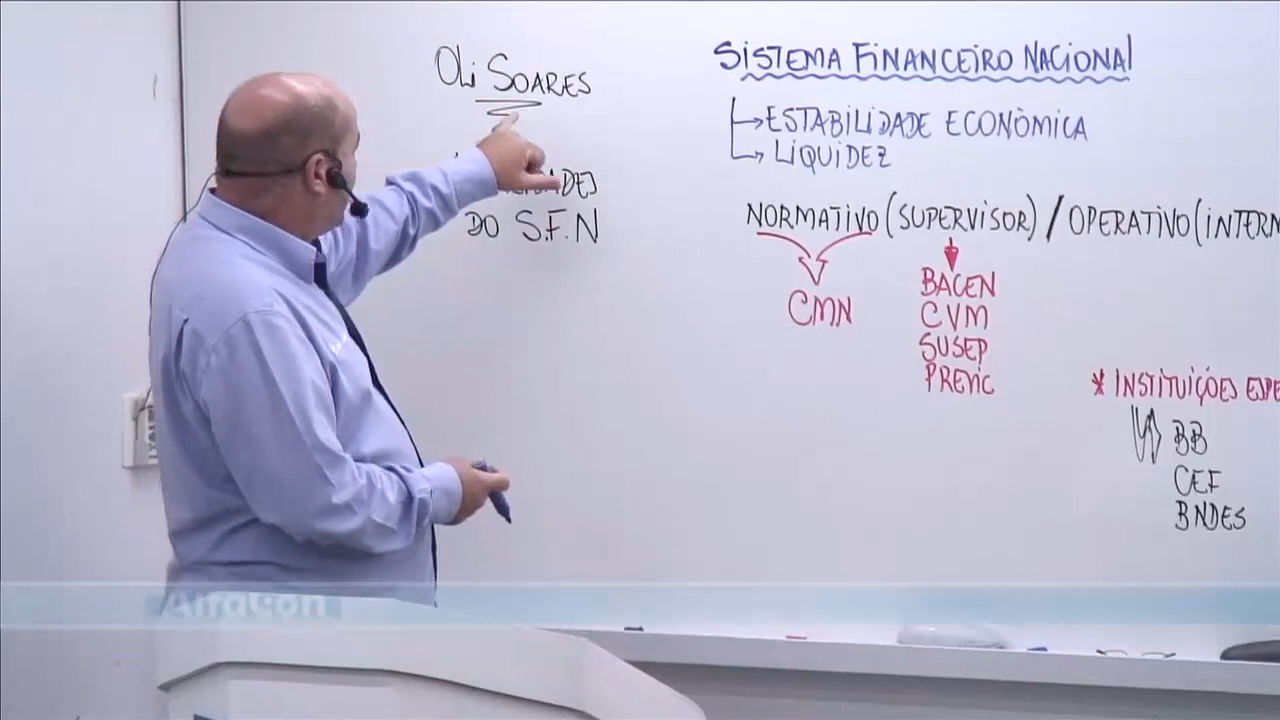 Oli SOARES
DO S.F.N
SISTEMA FINANCEIRO NACIONAL
ESTABILIDADE ECONÔMICA
LIQUIDEZ
NORMATIVO (SUPERVISOR) / OPERATIVO (INTERM
CMN
BACEN
CVM
SUSEP
PREVIC
* INSTITUIÇÕES ESPE
BB
CEF
BNDES
AlfaCon